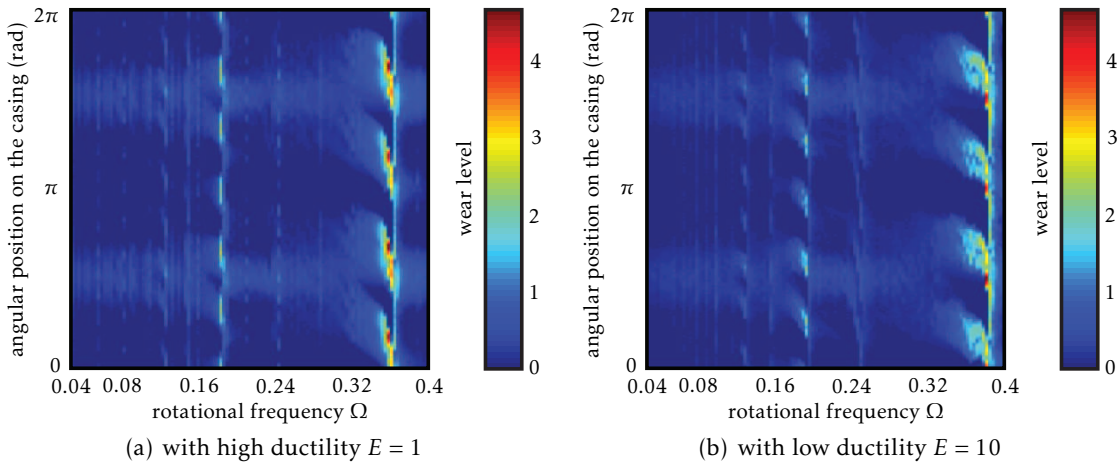 2π
π
0
angular position on the casing (rad)
0.04 0.08 0.16 0.24 0.32 0.4
rotational frequency Ω
4
3
2
1
0
wear level
(a) with high ductility E = 1
2π
π
0
angular position on the casing (rad)
0.04 0.08 0.16 0.24 0.32 0.4
rotational frequency Ω
4
3
2
1
0
wear level
(b) with low ductility E = 10